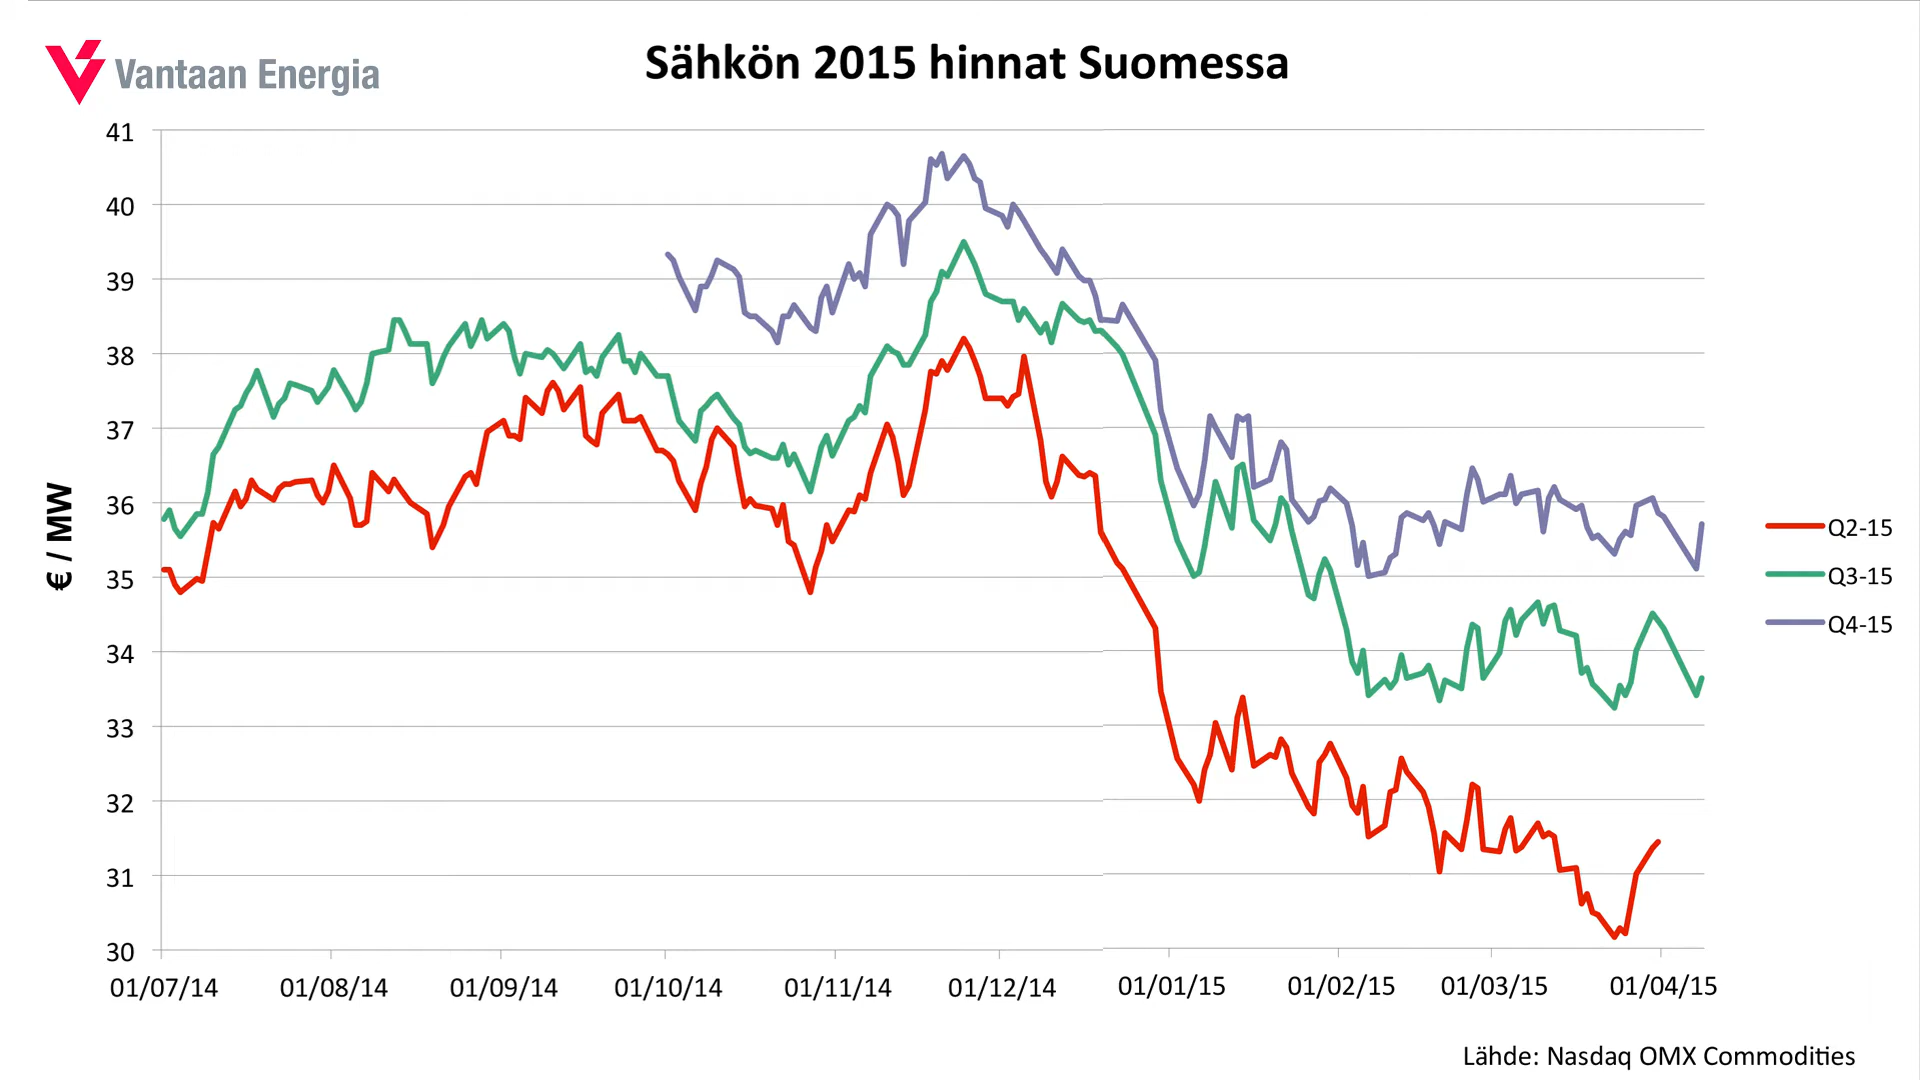 Vantaan Energia
Sähkön 2015 hinnat Suomessa
41
40
39
38
37
36
35
34
33
32
31
30
€ / MW
01/07/14 01/08/14 01/09/14 01/10/14 01/11/14 01/12/14 01/01/15 01/02/15 01/03/15 01/04/15
Q2-15
Q3-15
Q4-15
Lähde: Nasdaq OMX Commodities